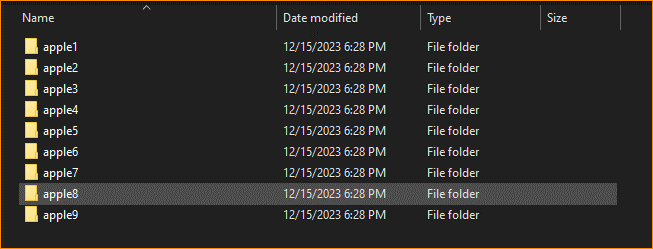 Name Date modified Type Size
apple1 12/15/2023 6:28 PM File folder
apple2 12/15/2023 6:28 PM File folder
apple3 12/15/2023 6:28 PM File folder
apple4 12/15/2023 6:28 PM File folder
apple5 12/15/2023 6:28 PM File folder
apple6 12/15/2023 6:28 PM File folder
apple7 12/15/2023 6:28 PM File folder
apple8 12/15/2023 6:28 PM File folder
apple9 12/15/2023 6:28 PM File folder